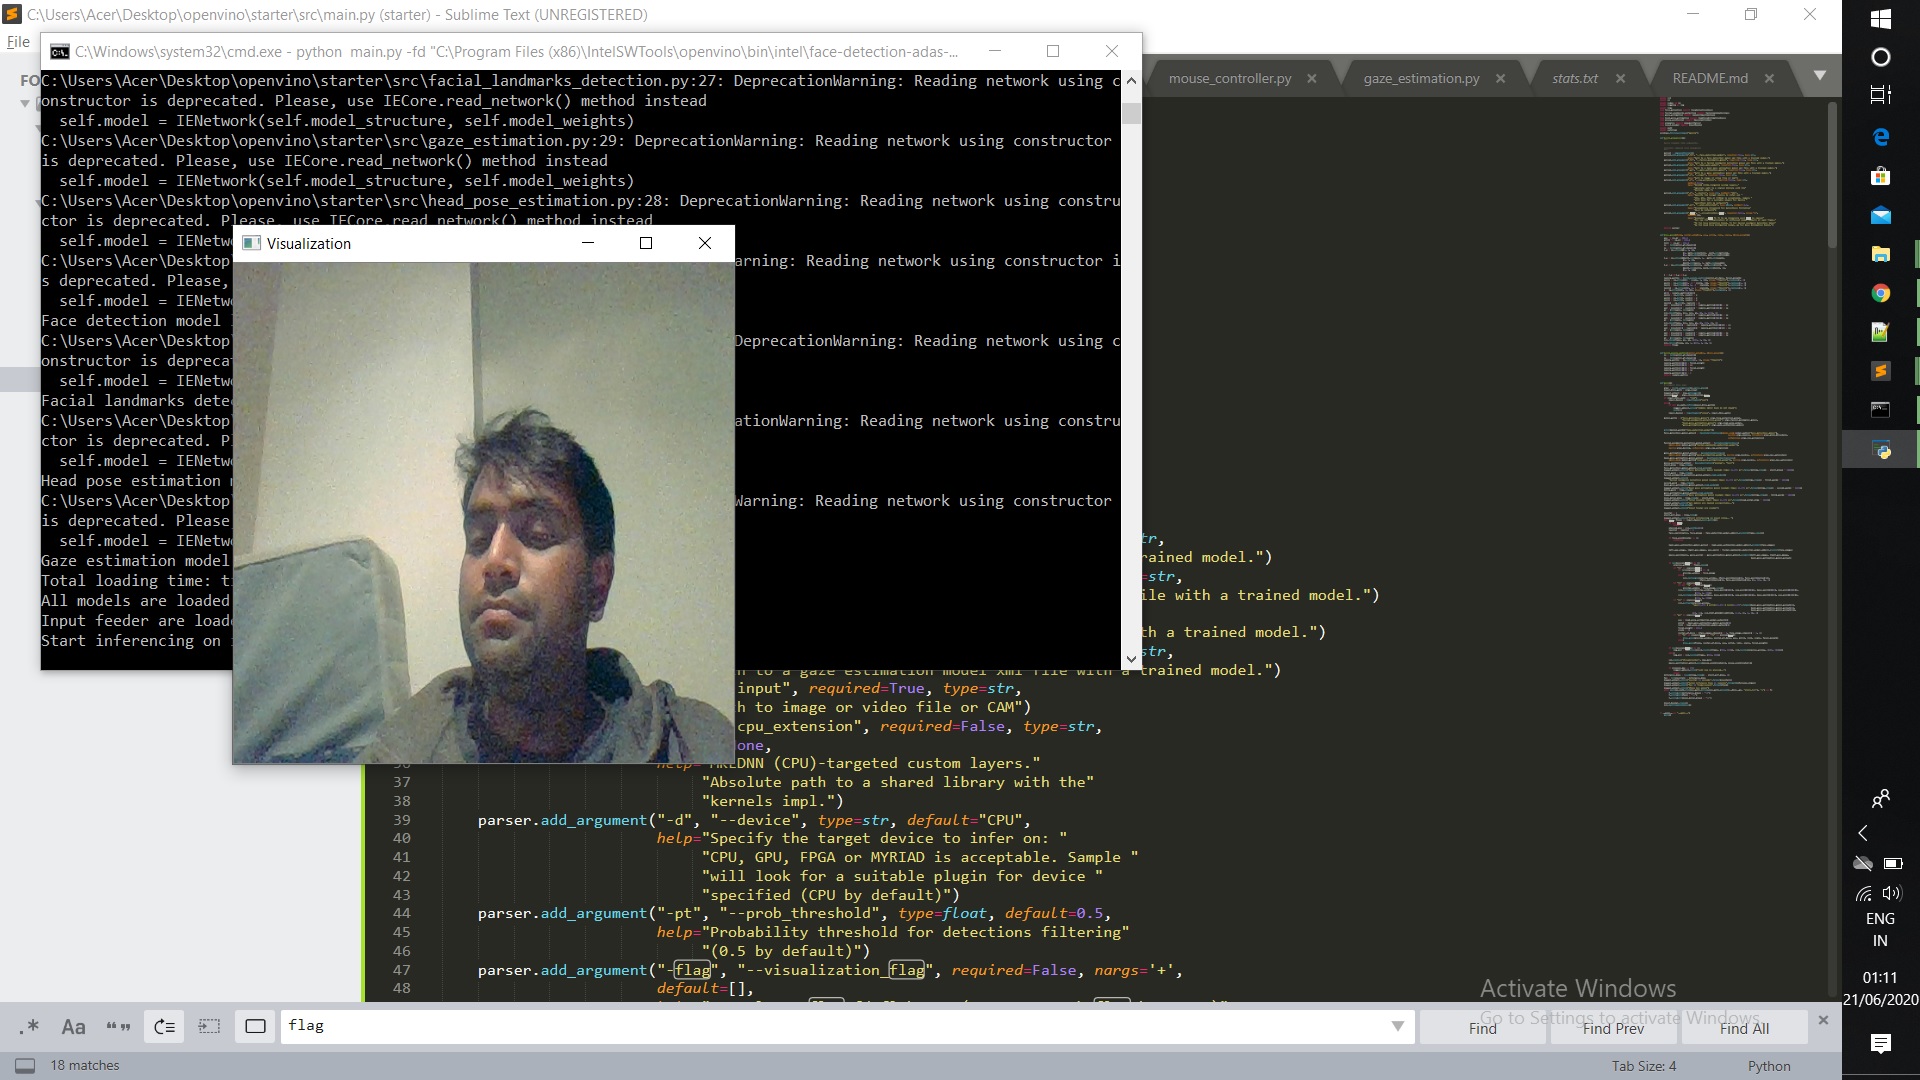 C:\Users\Acer\Desktop\openvino\starter\src\main.py (starter) - Sublime Text (UNREGISTERED)
File
FO
C:\Windows\system32\cmd.exe - python  main.py -fd "C:\Program Files (x86)\IntelSWTools\openvino\bin\intel\face-detection-adas-...
mouse_controller.py
gaze_estimation.py
stats.txt
README.md
C:\Users\Acer\Desktop\openvino\starter\src\facial_landmarks_detection.py:27: DeprecationWarning: Reading network using c
onstructor is deprecated. Please, use IECore.read_network() method instead
self.model = IENetwork(self.model_structure, self.model_weights)
C:\Users\Acer\Desktop\openvino\starter\src\gaze_estimation.py:29: DeprecationWarning: Reading network using constructor
is deprecated. Please, use IECore.read_network() method instead
self.model = IENetwork(self.model_structure, self.model_weights)
C:\Users\Acer\Desktop\openvino\starter\src\head_pose_estimation.py:28: DeprecationWarning: Reading network using constru
ctor is deprecated. Please, use IECore.read_network() method instead
self.model = IENetw
Visualization
C:\Users\Acer\Desktop arning: Reading network using constructor i
s deprecated. Please,
self.model = IENetw
Face detection model
C:\Users\Acer\Desktop DeprecationWarning: Reading network using c
onstructor is depreca
self.model = IENetw
Facial landmarks dete
C:\Users\Acer\Desktop ationWarning: Reading network using constru
ctor is deprecated. P
self.model = IENetw
Head pose estimation
C:\Users\Acer\Desktop Warning: Reading network using constructor
is deprecated. Please
self.model = IENetw
Gaze estimation model
Total loading time: t
All models are loaded
Input feeder are load
Start inferencing on
tr,
rained model.")
=str,
ile with a trained model.")
th a trained model.")
str,
h to a gaze estimation model xml file with a trained model.")
input", required=True, type=str,
h to image or video file or CAM")
cpu_extension", required=False, type=str,
one,
36 help="MKLDNN (CPU)-targeted custom layers."
37 "Absolute path to a shared library with the"
38 "kernels impl.")
39 parser.add_argument("-d", "--device", type=str, default="CPU",
40 help="Specify the target device to infer on: "
41 "CPU, GPU, FPGA or MYRIAD is acceptable. Sample "
42 "will look for a suitable plugin for device "
43 "specified (CPU by default)")
44 parser.add_argument("-pt", "--prob_threshold", type=float, default=0.5,
45 help="Probability threshold for detections filtering"
46 "(0.5 by default)")
47 parser.add_argument("-flag", "--visualization_flag", required=False, nargs='+',
48 default=[],
Activate Windows
Go to Settings to activate Windows.
.* Aa “”
flag
Find
Find Prev
Find All
18 matches
Tab Size: 4
Python
ENG
IN
01:11
21/06/2020